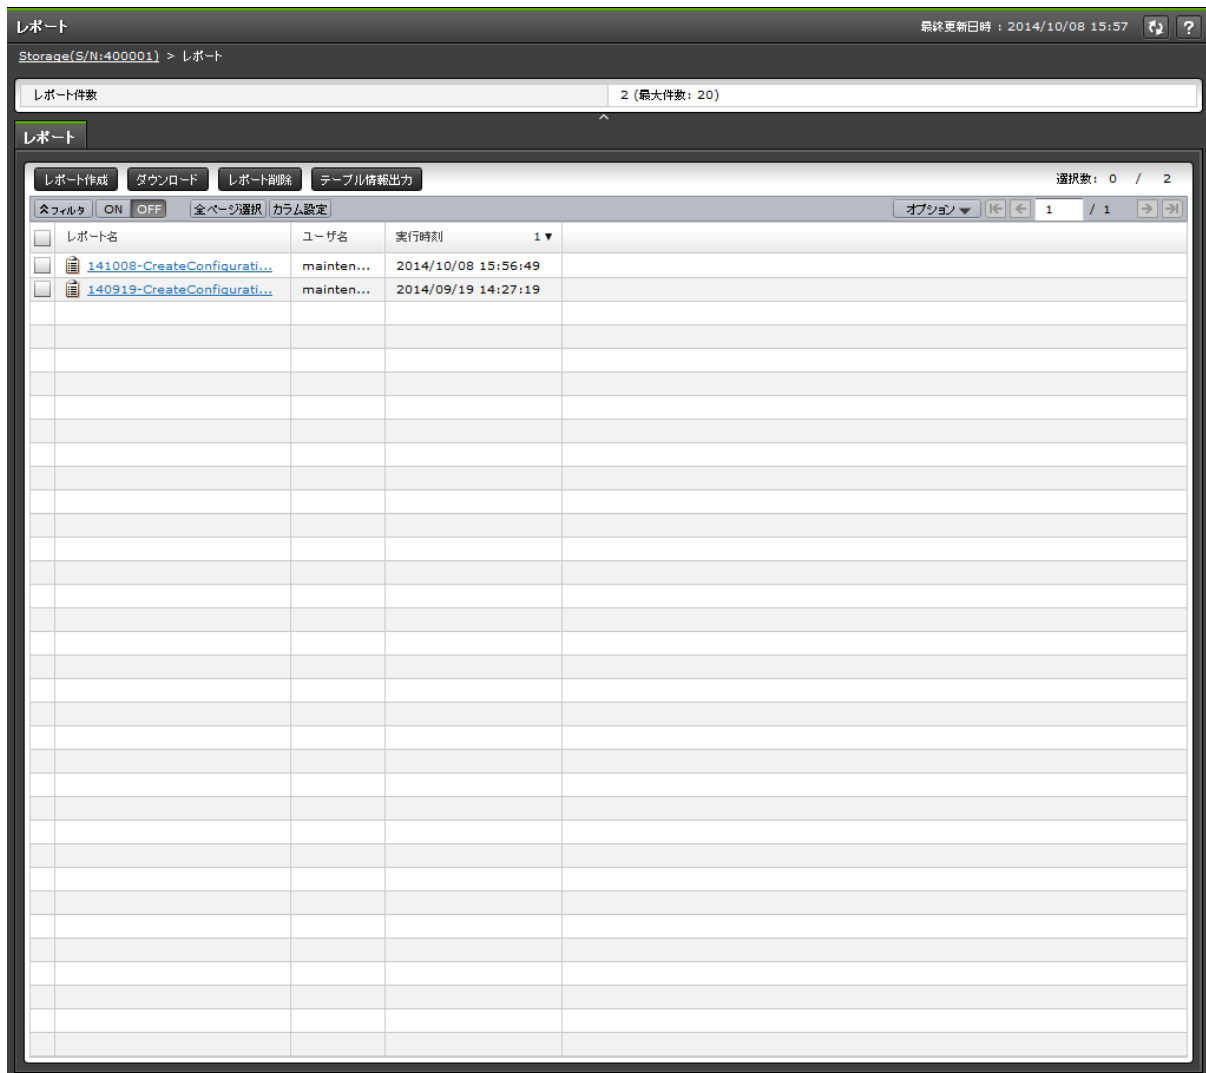 レポート
最終更新日時 : 2014/10/08 15:57
?
Storage(S/N:400001) > レポート
レポート件数 2 (最大件数: 20)
レポート
レポート作成 ダウンロード レポート削除 テーブル情報出力 選択数: 0 / 2
フィルタ ON OFF 全ページ選択 カラム設定 オプション 1 / 1
レポート名 ユーザ名 実行時刻 1▼
141008-CreateConfigurati... mainten... 2014/10/08 15:56:49
140919-CreateConfigurati... mainten... 2014/09/19 14:27:19